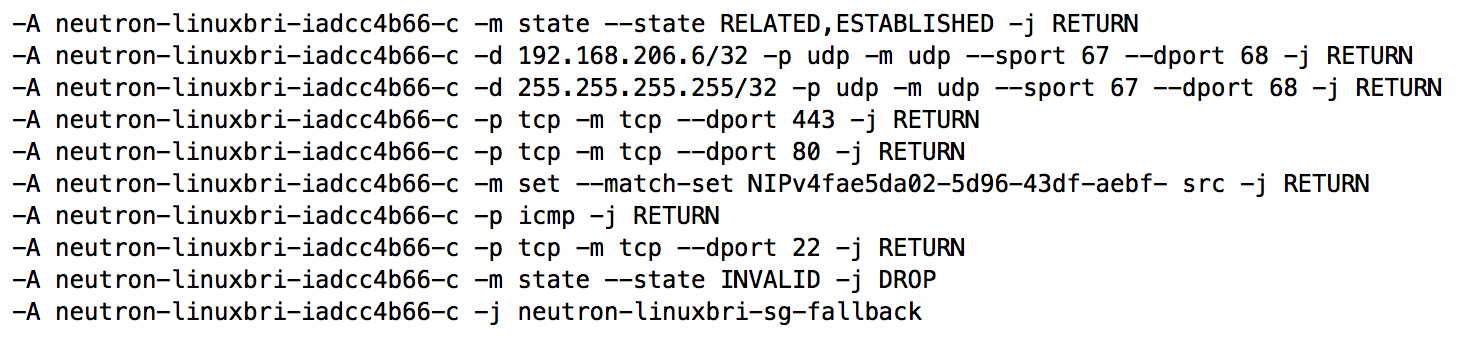 -A neutron-linuxbri-iadcc4b66-c -m state --state RELATED,ESTABLISHED -j RETURN
-A neutron-linuxbri-iadcc4b66-c -d 192.168.206.6/32 -p udp -m udp --sport 67 --dport 68 -j RETURN
-A neutron-linuxbri-iadcc4b66-c -d 255.255.255.255/32 -p udp -m udp --sport 67 --dport 68 -j RETURN
-A neutron-linuxbri-iadcc4b66-c -p tcp -m tcp --dport 443 -j RETURN
-A neutron-linuxbri-iadcc4b66-c -p tcp -m tcp --dport 80 -j RETURN
-A neutron-linuxbri-iadcc4b66-c -m set --match-set NIPv4fae5da02-5d96-43df-aebf- src -j RETURN
-A neutron-linuxbri-iadcc4b66-c -p icmp -j RETURN
-A neutron-linuxbri-iadcc4b66-c -p tcp -m tcp --dport 22 -j RETURN
-A neutron-linuxbri-iadcc4b66-c -m state --state INVALID -j DROP
-A neutron-linuxbri-iadcc4b66-c -j neutron-linuxbri-sg-fallback